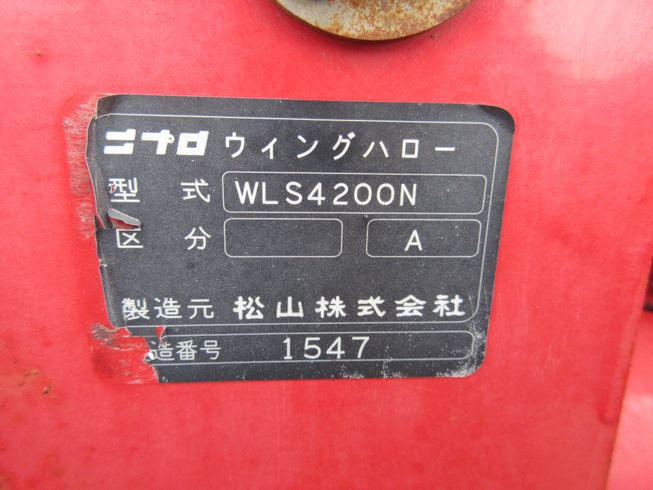 ニプロ ウィングハロー
型式 WLS4200N
区分 A
製造元 松山株式会社
造番号 1547